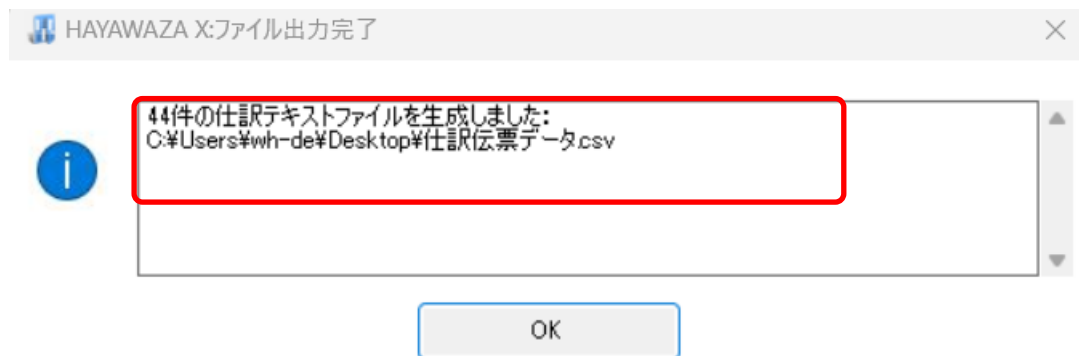 HAYAWAZA X:ファイル出力完了
44件の仕訳テキストファイルを生成しました:
C:¥Users¥wh-de¥Desktop¥仕訳伝票データ.csv
OK